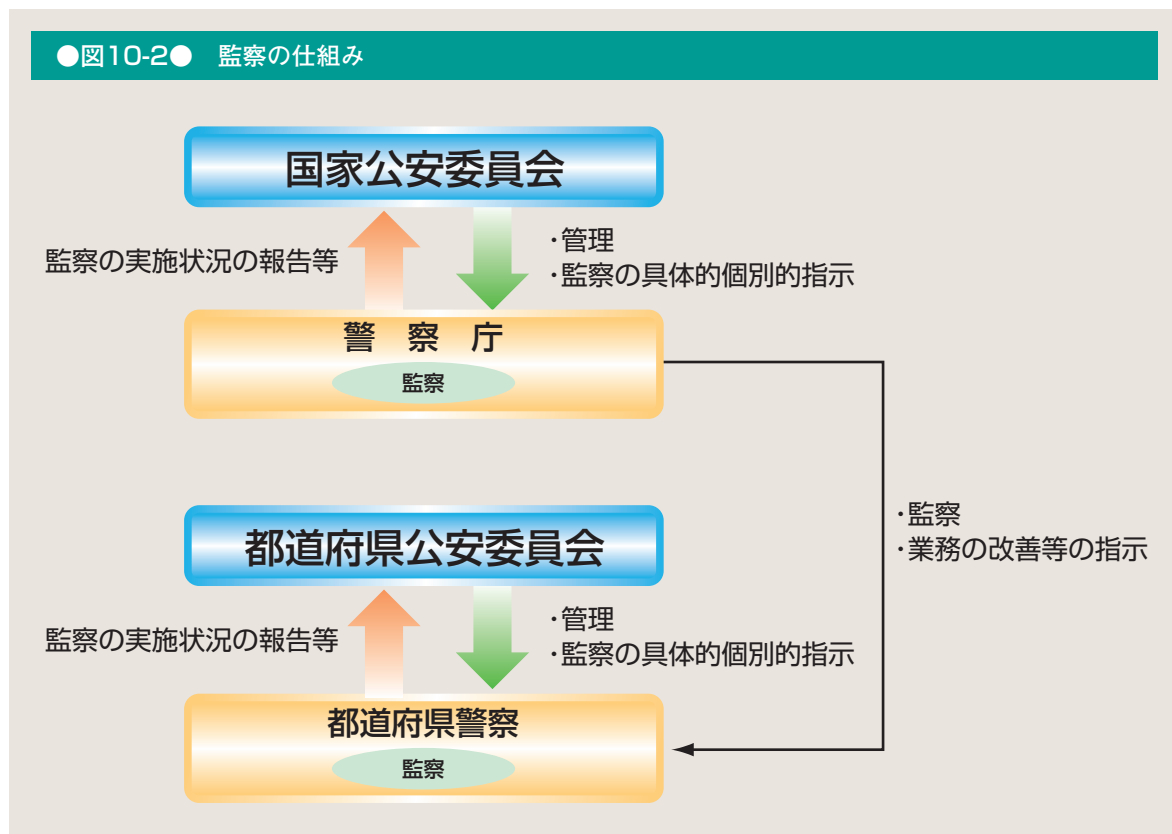 ●図10-2● 監察の仕組み
国家公安委員会
監察の実施状況の報告等
・管理
・監察の具体的個別的指示
警 察 庁
監察
・監察
・業務の改善等の指示
都道府県公安委員会
監察の実施状況の報告等
・管理
・監察の具体的個別的指示
都道府県警察
監察